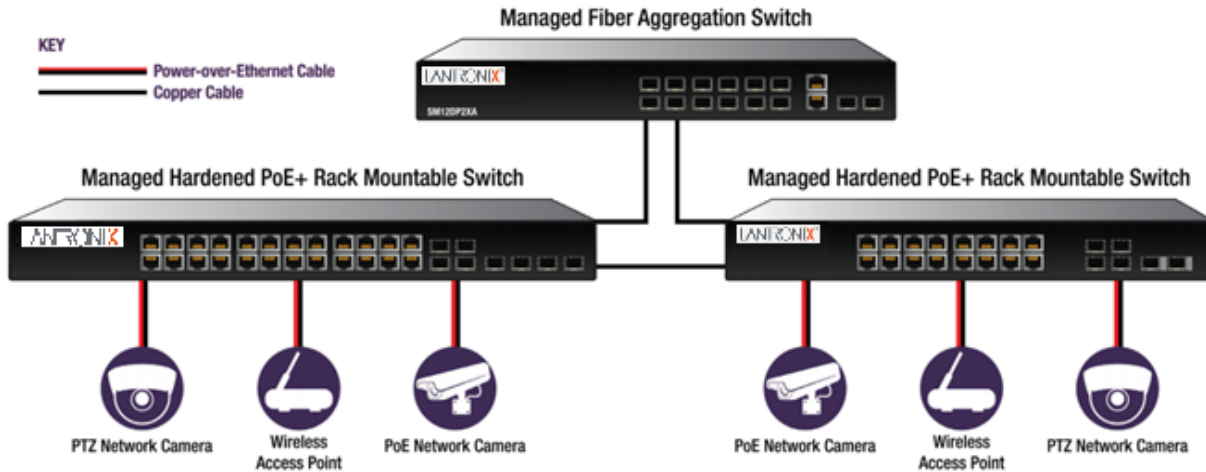 Managed Fiber Aggregation Switch
KEY
Power-over-Ethernet Cable
Copper Cable
LANTRONIX
SM12DP2XA
Managed Hardened PoE+ Rack Mountable Switch
Managed Hardened PoE+ Rack Mountable Switch
LANTRONIX
LANTRONIX
PTZ Network Camera
Wireless
Access Point
PoE Network Camera
PoE Network Camera
Wireless
Access Point
PTZ Network Camera